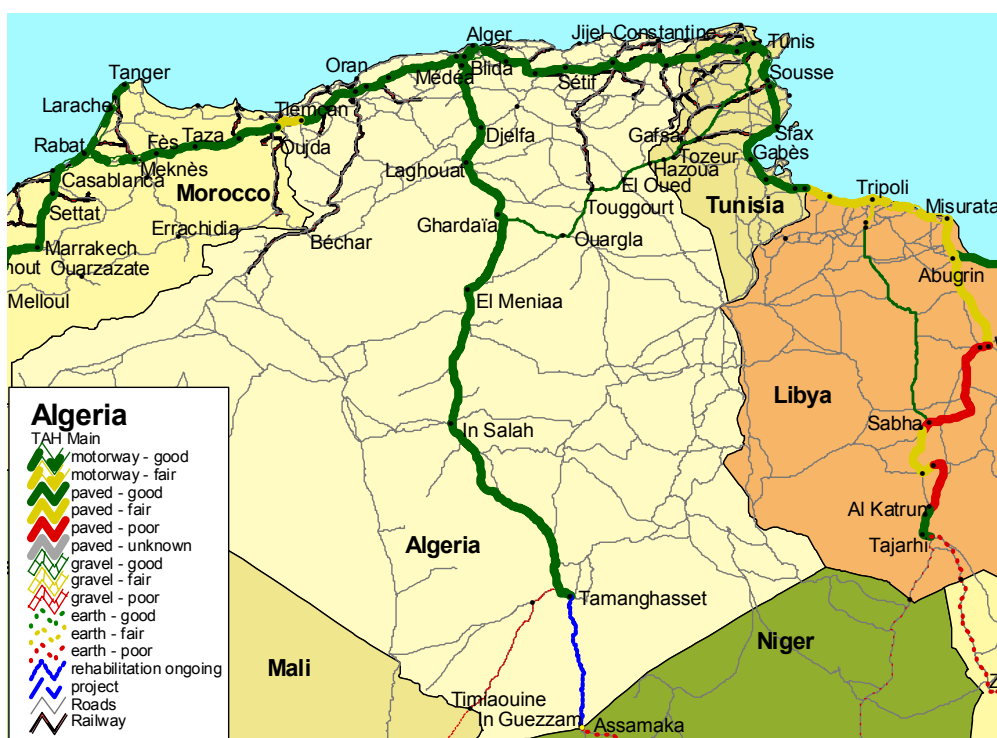 Alger
Jijel
Constantine
Tunis
Oran
Médéa
Blida
Sétif
Sousse
Tanger
Larache
Tlemcan
Rabat
Fès
Taza
Oujda
Meknès
Djelfa
Gafsa
Sfax
Tozeur
Gabès
Hazoua
Laghouat
El Oued
Casablanca
Morocco
Settat
Tunisia
Tripoli
Misurata
Touggourt
Ghardaïa
Errachidia
Béchar
Ouargla
Marrakech
hout
Ouarzazate
Abugrin
Melloul
El Meniaa
Libya
Sabha
In Salah
Al Katrun
Tajarhi
Algeria
Tamanghasset
Niger
Mali
Timiaouine
In Guezzam
Assamaka
Z
Algeria
TAH Main
motorway - good
motorway - fair
paved - good
paved - fair
paved - poor
paved - unknown
gravel - good
gravel - fair
gravel - poor
earth - good
earth - fair
earth - poor
rehabilitation ongoing
project
Roads
Railway